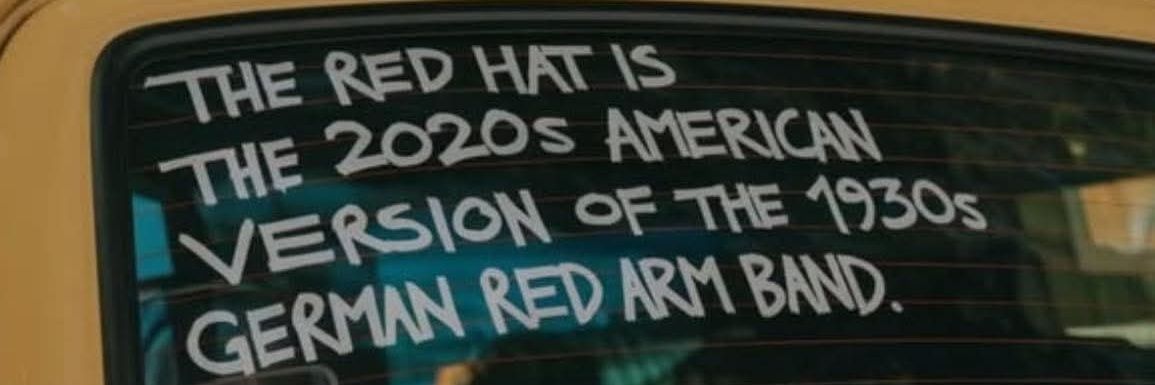 THE RED HAT IS
THE 2020s AMERICAN
VERSION OF THE 1930s
GERMAN RED ARM BAND.